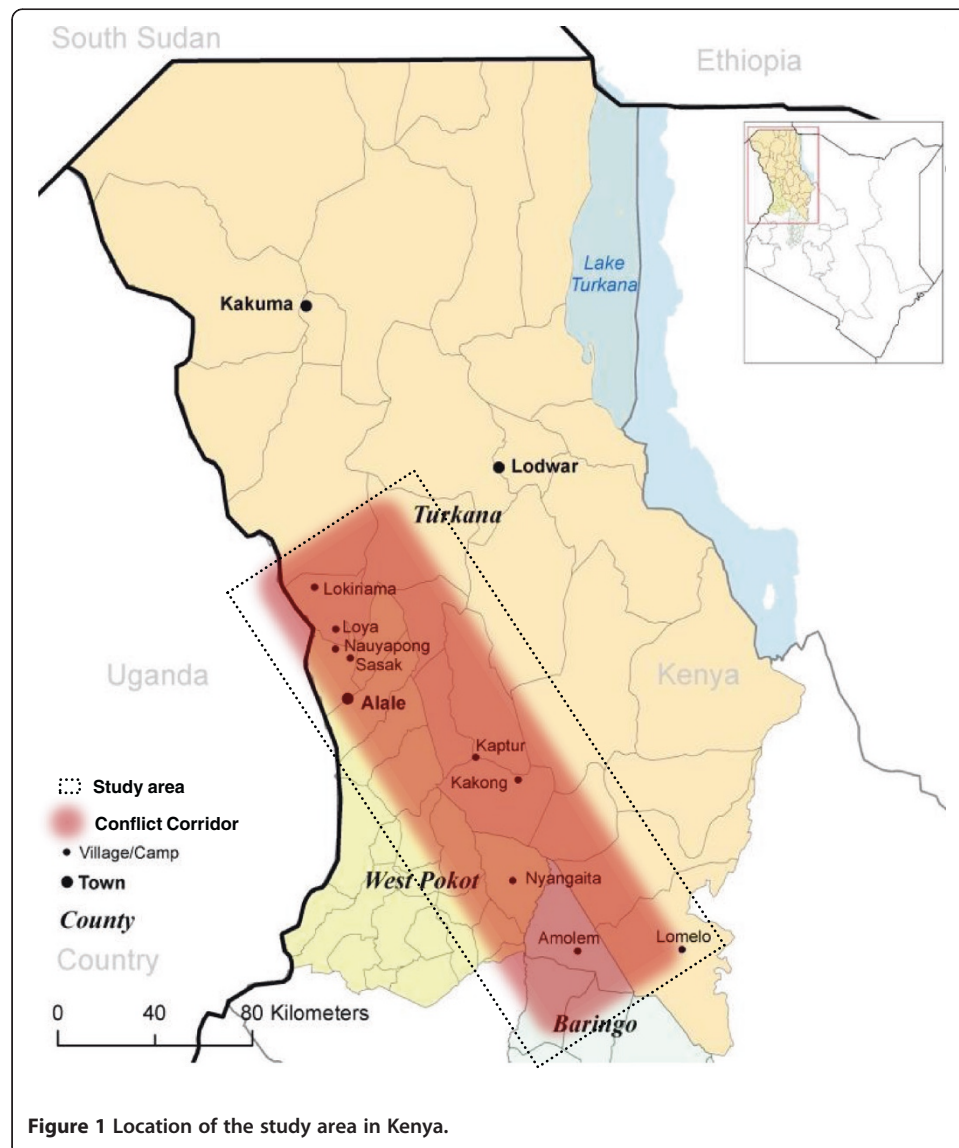 South Sudan
Ethiopia
Lake
Turkana
Kakuma
Lodwar
Turkana
Lokiriama
Loya
Nauyapong
Sasak
Uganda
Kenya
Alale
Kaptur
Kakong
Study area
Conflict Corridor
Village/Camp
Town
County
Country
West Pokot
Nyangaita
Amolem
Lomelo
Baringo
0 40 80 Kilometers
Figure 1 Location of the study area in Kenya.